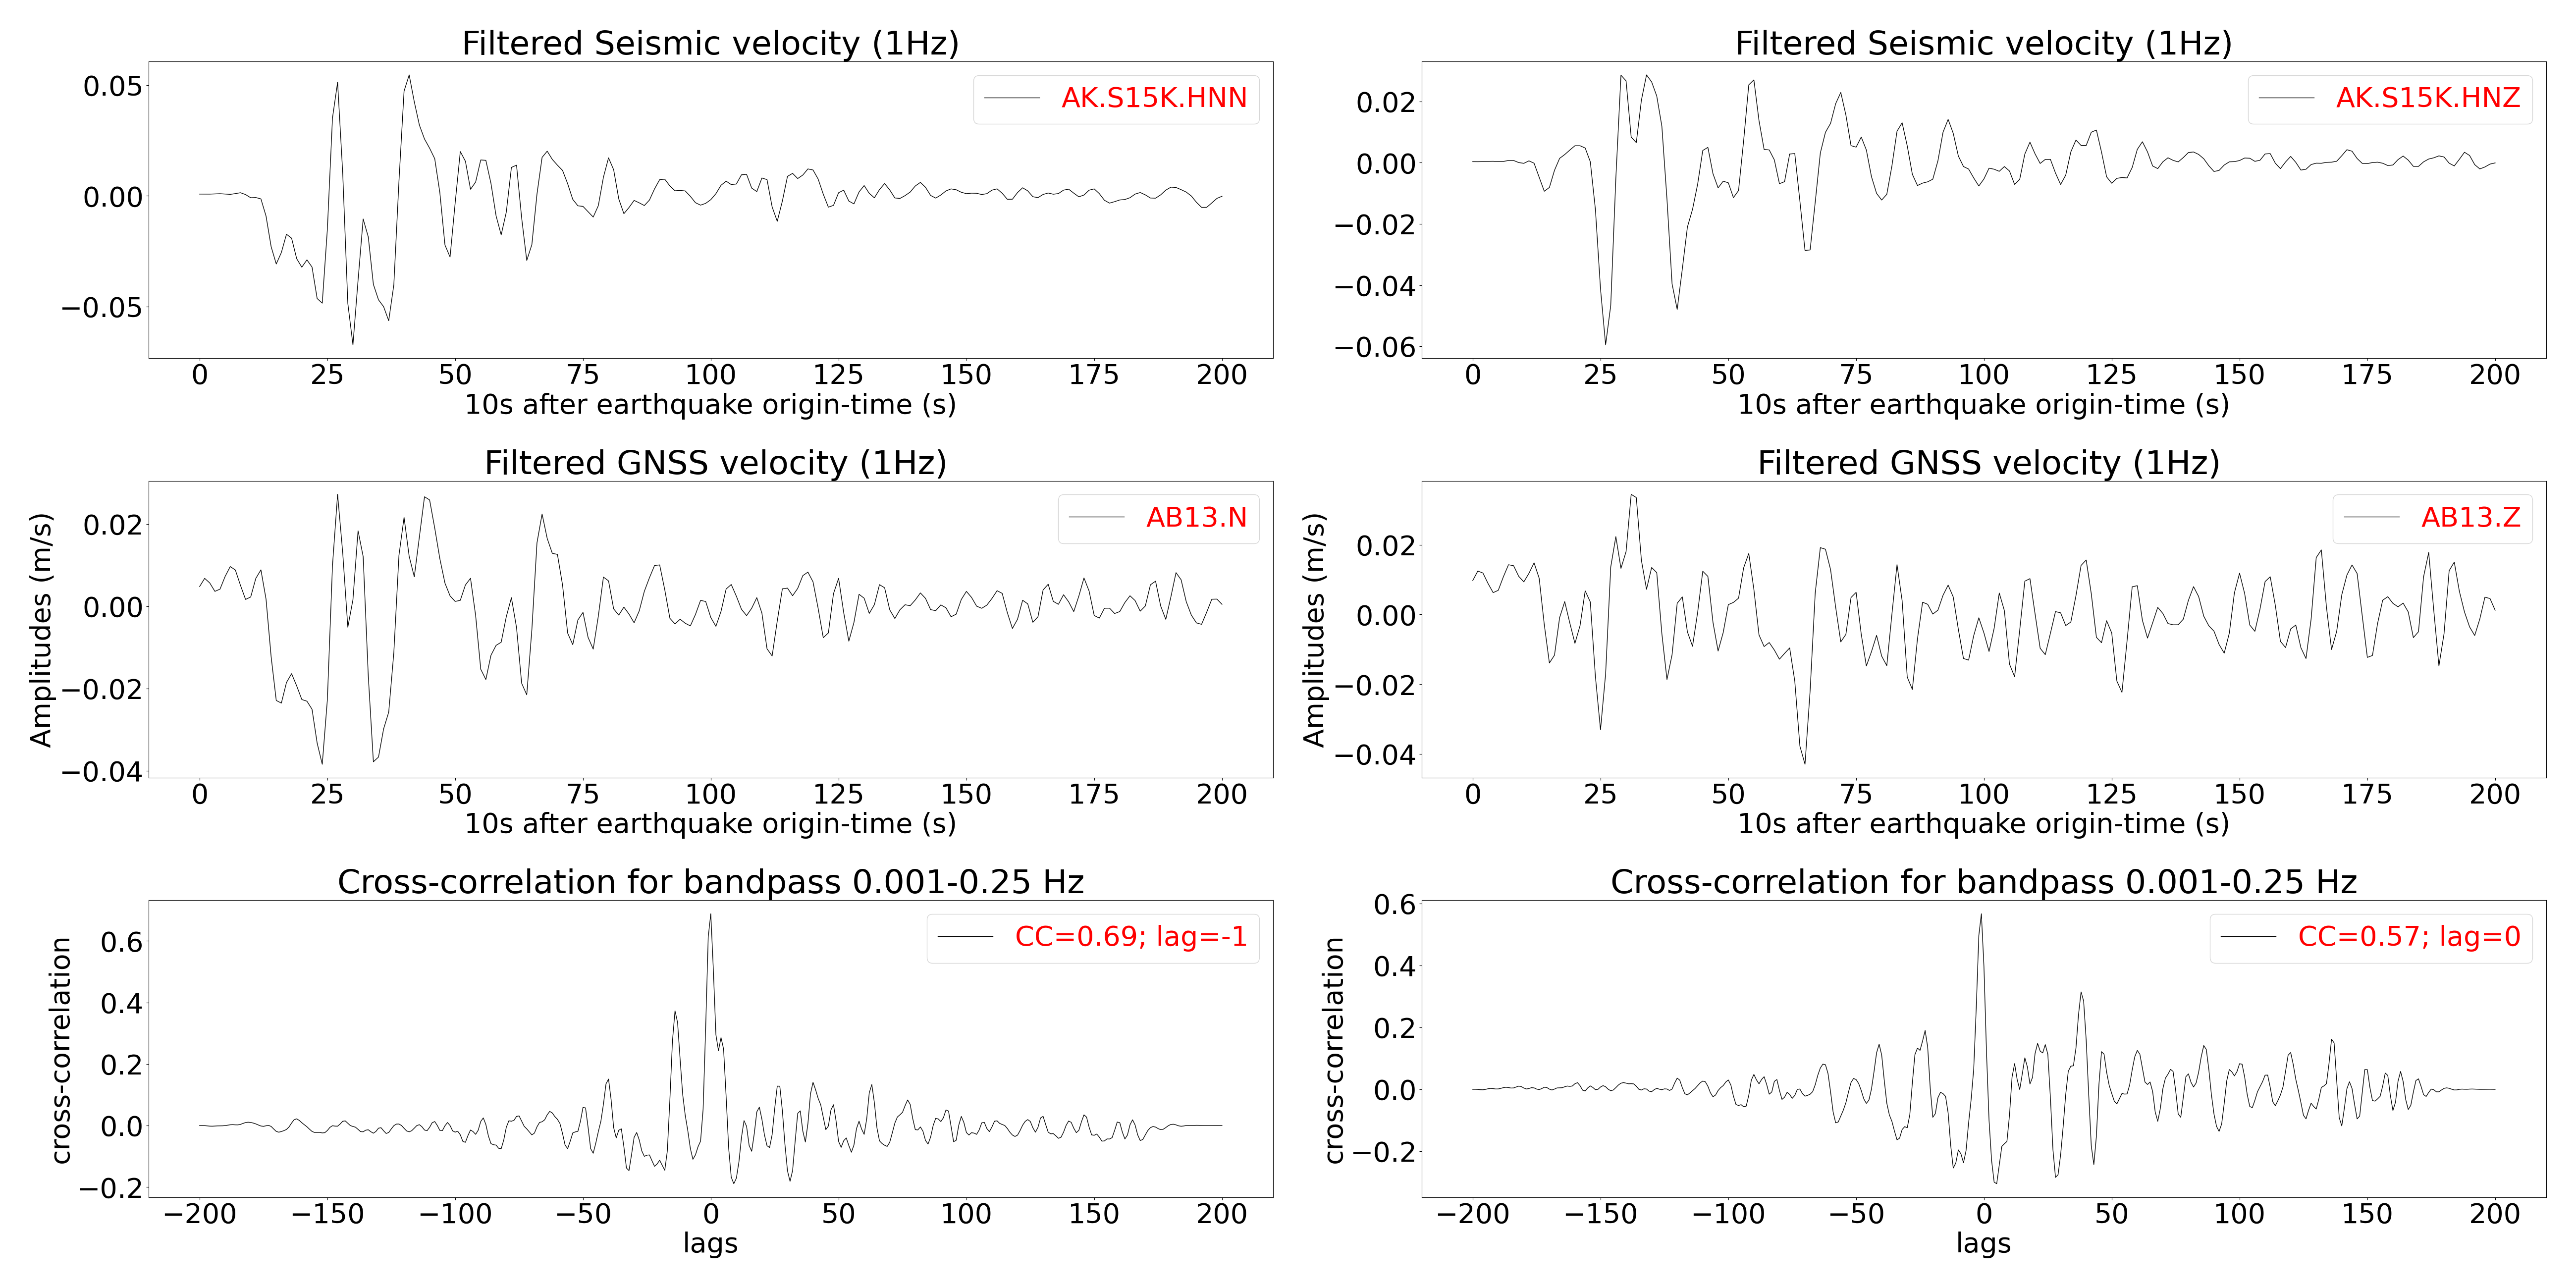 Filtered Seismic velocity (1Hz)
AK.S15K.HNN
0.05
0.00
−0.05
0 25 50 75 100 125 150 175 200
10s after earthquake origin-time (s)
Filtered Seismic velocity (1Hz)
AK.S15K.HNZ
0.02
0.00
−0.02
−0.04
−0.06
0 25 50 75 100 125 150 175 200
10s after earthquake origin-time (s)
Filtered GNSS velocity (1Hz)
AB13.N
Amplitudes (m/s)
0.02
0.00
−0.02
−0.04
0 25 50 75 100 125 150 175 200
10s after earthquake origin-time (s)
Filtered GNSS velocity (1Hz)
AB13.Z
Amplitudes (m/s)
0.02
0.00
−0.02
−0.04
0 25 50 75 100 125 150 175 200
10s after earthquake origin-time (s)
Cross-correlation for bandpass 0.001-0.25 Hz
CC=0.69; lag=-1
cross-correlation
0.6
0.4
0.2
0.0
−0.2
−200 −150 −100 −50 0 50 100 150 200
lags
Cross-correlation for bandpass 0.001-0.25 Hz
CC=0.57; lag=0
cross-correlation
0.6
0.4
0.2
0.0
−0.2
−200 −150 −100 −50 0 50 100 150 200
lags